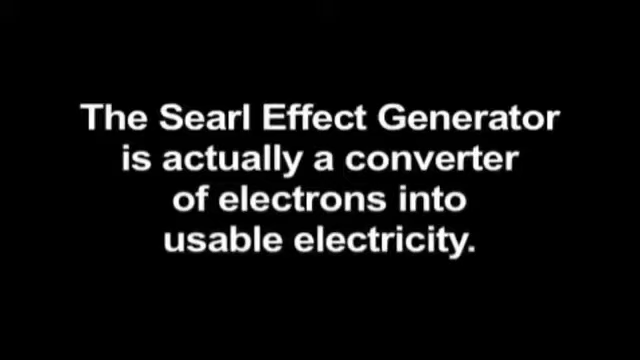 The Searl Effect Generator
is actually a converter
of electrons into
usable electricity.